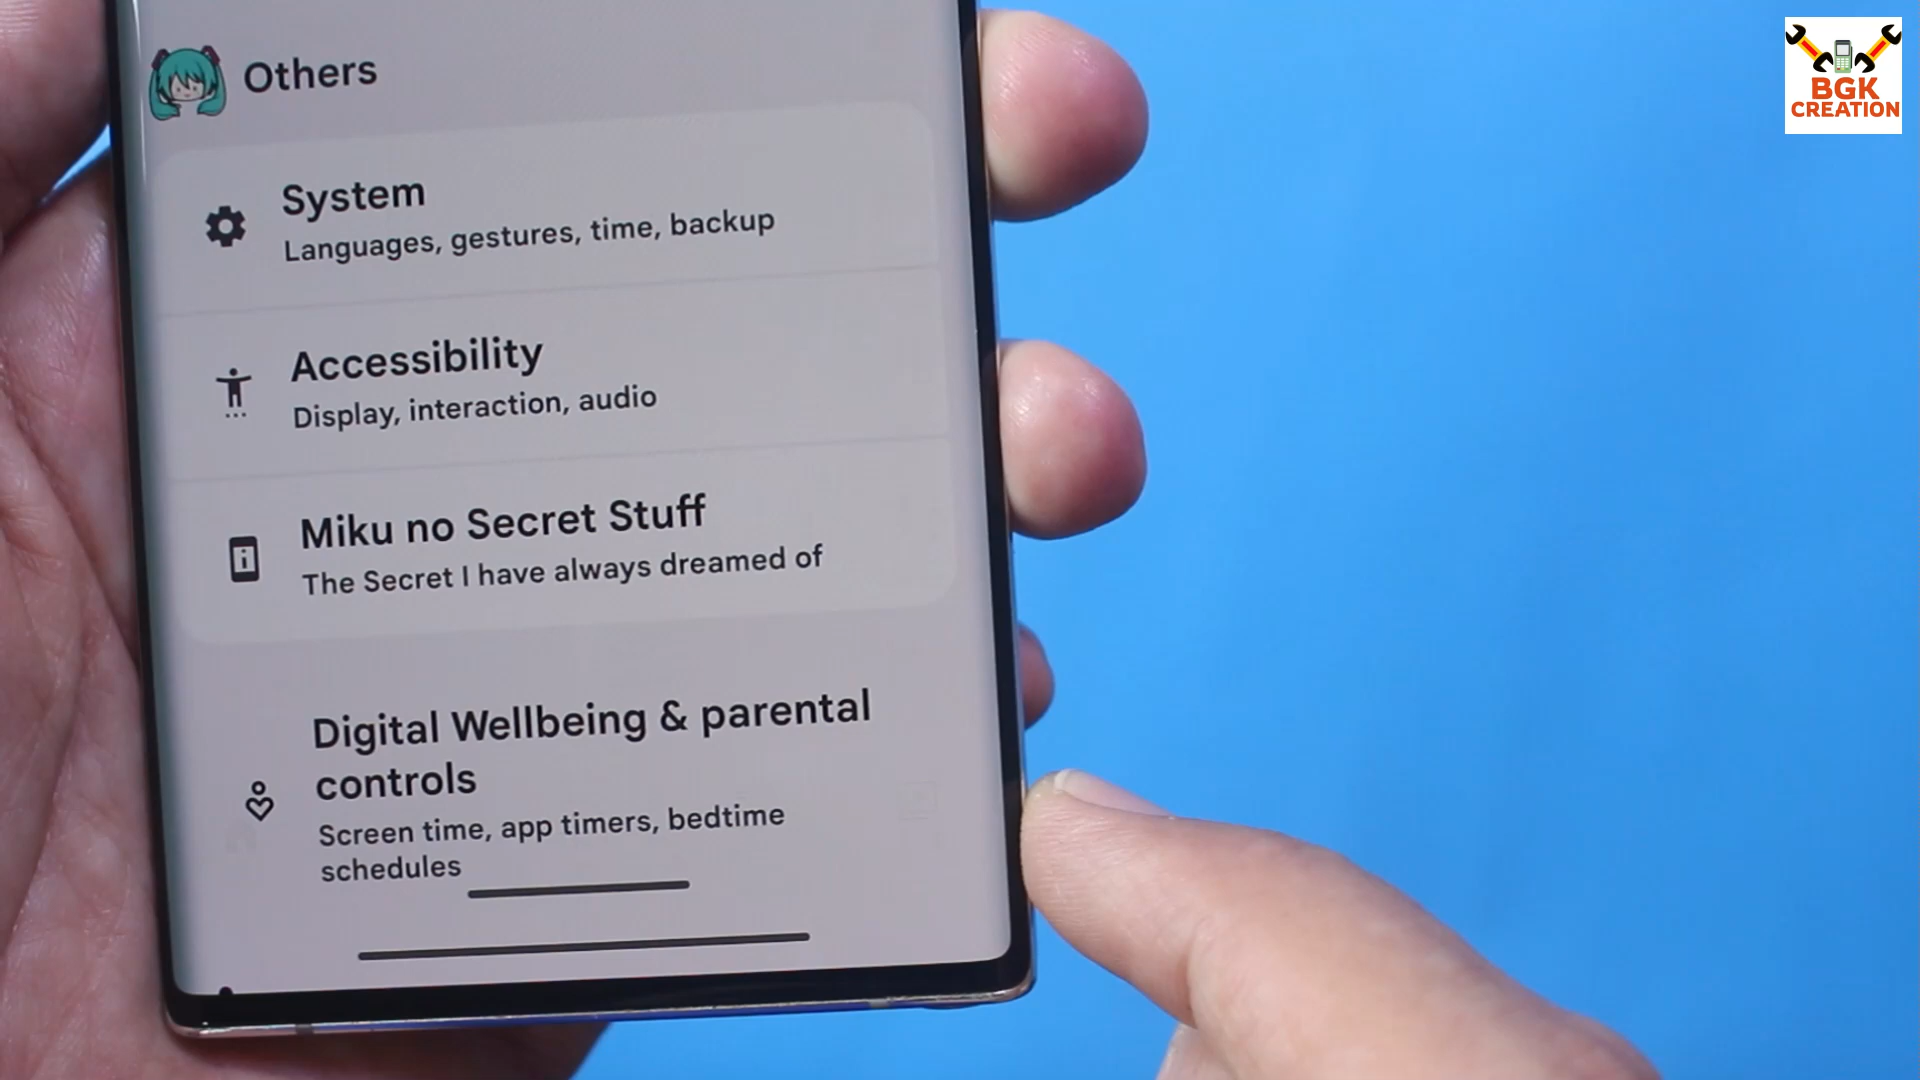 BGK
CREATION
Others
System
Languages, gestures, time, backup
Accessibility
Display, interaction, audio
Miku no Secret Stuff
The Secret I have always dreamed of
Digital Wellbeing & parental
controls
Screen time, app timers, bedtime
schedules